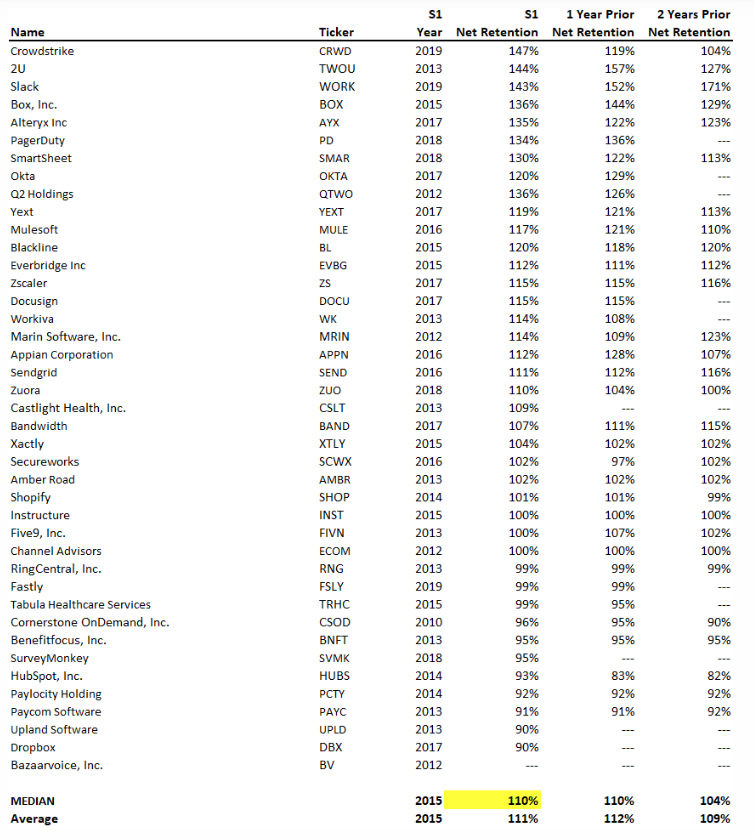 S1 S1 1 Year Prior 2 Years Prior
Name Ticker Year Net Retention Net Retention Net Retention
Crowdstrike CRWD 2019 147% 119% 104%
2U TWOU 2013 144% 157% 127%
Slack WORK 2019 143% 152% 171%
Box, Inc. BOX 2015 136% 144% 129%
Alteryx Inc AYX 2017 135% 122% 123%
PagerDuty PD 2018 134% 136% ---
SmartSheet SMAR 2018 130% 122% 113%
Okta OKTA 2017 120% 129% ---
Q2 Holdings QTWO 2012 136% 126% ---
Yext YEXT 2017 119% 121% 113%
Mulesoft MULE 2016 117% 121% 110%
Blackline BL 2015 120% 118% 120%
Everbridge Inc EVBG 2015 112% 111% 112%
Zscaler ZS 2017 115% 115% 116%
Docusign DOCU 2017 115% 115% ---
Workiva WK 2013 114% 108% ---
Marin Software, Inc. MRIN 2012 114% 109% 123%
Appian Corporation APPN 2016 112% 128% 107%
Sendgrid SEND 2016 111% 112% 116%
Zuora ZUO 2018 110% 104% 100%
Castlight Health, Inc. CSLT 2013 109% --- ---
Bandwidth BAND 2017 107% 111% 115%
Xactly XTLY 2015 104% 102% 102%
Secureworks SCWX 2016 102% 97% 102%
Amber Road AMBR 2013 102% 102% 102%
Shopify SHOP 2014 101% 101% 99%
Instructure INST 2015 100% 100% 100%
Five9, Inc. FIVN 2013 100% 107% 102%
Channel Advisors ECOM 2012 100% 100% 100%
RingCentral, Inc. RNG 2013 99% 99% 99%
Fastly FSLY 2019 99% 99% ---
Tabula Healthcare Services TRHC 2015 99% 95% ---
Cornerstone OnDemand, Inc. CSOD 2010 96% 95% 90%
Benefitfocus, Inc. BNFT 2013 95% 95% 95%
SurveyMonkey SVMK 2018 95% --- ---
HubSpot, Inc. HUBS 2014 93% 83% 82%
Paylocity Holding PCTY 2014 92% 92% 92%
Paycom Software PAYC 2013 91% 91% 92%
Upland Software UPLD 2013 90% --- ---
Dropbox DBX 2017 90% --- ---
Bazaarvoice, Inc. BV 2012 --- --- ---
MEDIAN 2015 110% 110% 104%
Average 2015 111% 112% 109%